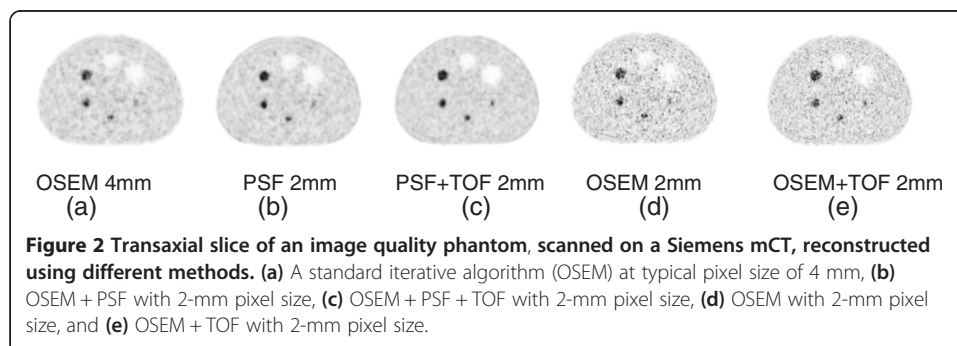 OSEM 4mm PSF 2mm PSF+TOF 2mm OSEM 2mm OSEM+TOF 2mm
(a) (b) (c) (d) (e)
Figure 2 Transaxial slice of an image quality phantom, scanned on a Siemens mCT, reconstructed
using different methods. (a) A standard iterative algorithm (OSEM) at typical pixel size of 4 mm, (b)
OSEM + PSF with 2-mm pixel size, (c) OSEM + PSF + TOF with 2-mm pixel size, (d) OSEM with 2-mm pixel
size, and (e) OSEM + TOF with 2-mm pixel size.